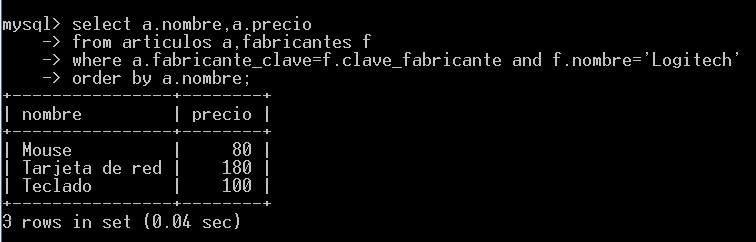 mysql> select a.nombre,a.precio
    -> from articulos a,fabricantes f
    -> where a.fabricante_clave=f.clave_fabricante and f.nombre='Logitech'
    -> order by a.nombre;
+----------------+--------+
| nombre         | precio |
+----------------+--------+
| Mouse          |     80 |
| Tarjeta de red |    180 |
| Teclado        |    100 |
+----------------+--------+
3 rows in set (0.04 sec)